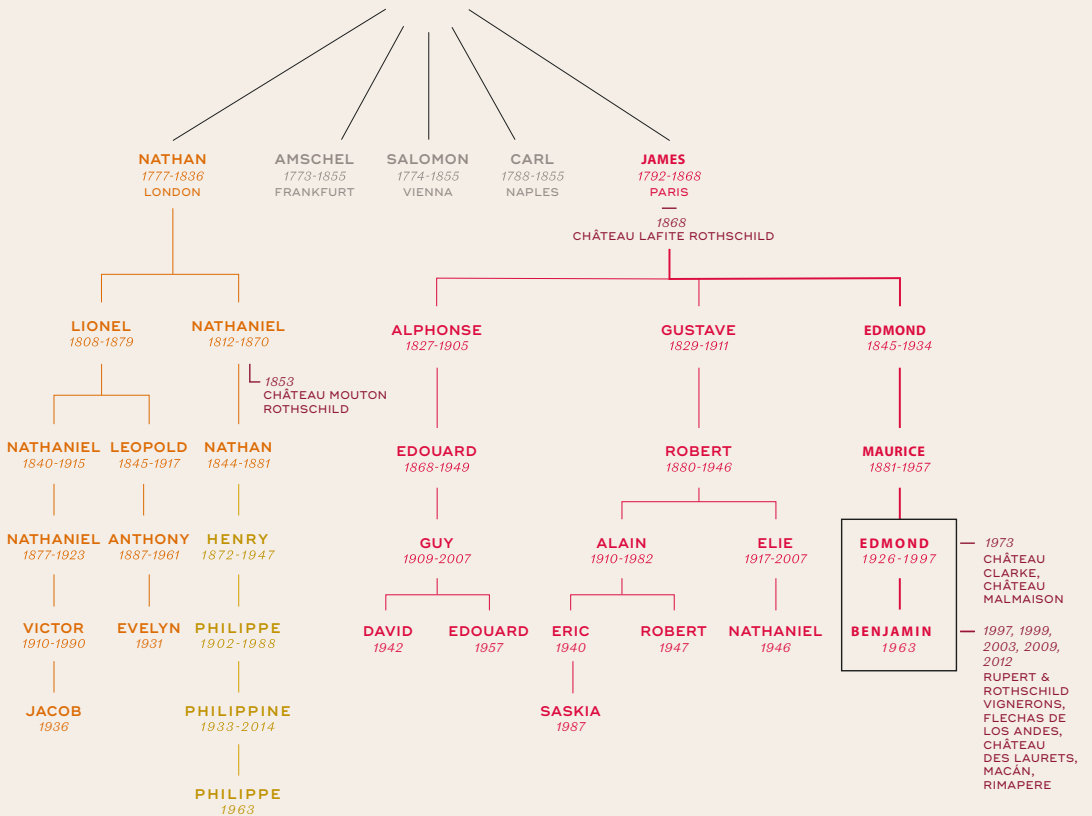 NATHAN
1777-1836
LONDON
AMSCHEL
1773-1855
FRANKFURT
SALOMON
1774-1855
VIENNA
CARL
1788-1855
NAPLES
JAMES
1792-1868
PARIS
1868
CHÂTEAU LAFITE ROTHSCHILD
LIONEL
1808-1879
NATHANIEL
1812-1870
1853
CHÂTEAU MOUTON
ROTHSCHILD
ALPHONSE
1827-1905
GUSTAVE
1829-1911
EDMOND
1845-1934
NATHANIEL
1840-1915
LEOPOLD
1845-1917
NATHAN
1844-1881
EDOUARD
1868-1949
ROBERT
1880-1946
MAURICE
1881-1957
NATHANIEL
1877-1923
ANTHONY
1887-1961
HENRY
1872-1947
GUY
1909-2007
ALAIN
1910-1982
ELIE
1917-2007
EDMOND
1926-1997
1973
CHÂTEAU
CLARKE,
CHÂTEAU
MALMAISON
VICTOR
1910-1990
EVELYN
1931
PHILIPPE
1902-1988
DAVID
1942
EDOUARD
1957
ERIC
1940
ROBERT
1947
NATHANIEL
1946
BENJAMIN
1963
1997, 1999,
2003, 2009,
2012
RUPERT &
ROTHSCHILD
VIGNERONS,
FLECHAS DE
LOS ANDES,
CHÂTEAU
DES LAURETS,
MACÁN,
RIMAPERE
JACOB
1936
PHILIPPINE
1933-2014
SASKIA
1987
PHILIPPE
1963